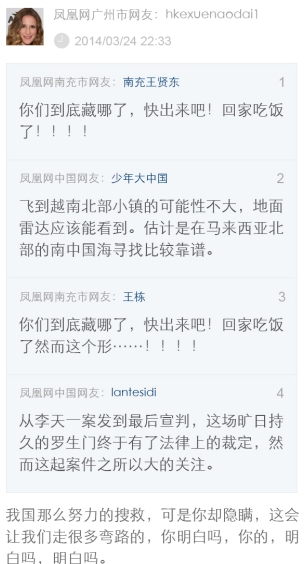 凤凰网广州市网友：hkexuenaodai1
2014/03/24 22:33
凤凰网南充市网友：南充王贤东 1
你们到底藏哪了，快出来吧！回家吃饭
了！！！！
凤凰网中国网友：少年大中国 2
飞到越南北部小镇的可能性不大，地面
雷达应该能看到。估计是在马来西亚北
部的南中国海寻找比较靠谱。
凤凰网南充市网友：王栋 3
你们到底藏哪了，快出来吧！回家吃饭
了然而这个形……！！！！
凤凰网中国网友：lantesidi 4
从李天一案发到最后宣判，这场旷日持
久的罗生门终于有了法律上的裁定，然
而这起案件之所以大的关注。
我国那么努力的搜救，可是你却隐瞒，这会
让我们走很多弯路的，你明白吗，你的，明
白吗，明白吗。